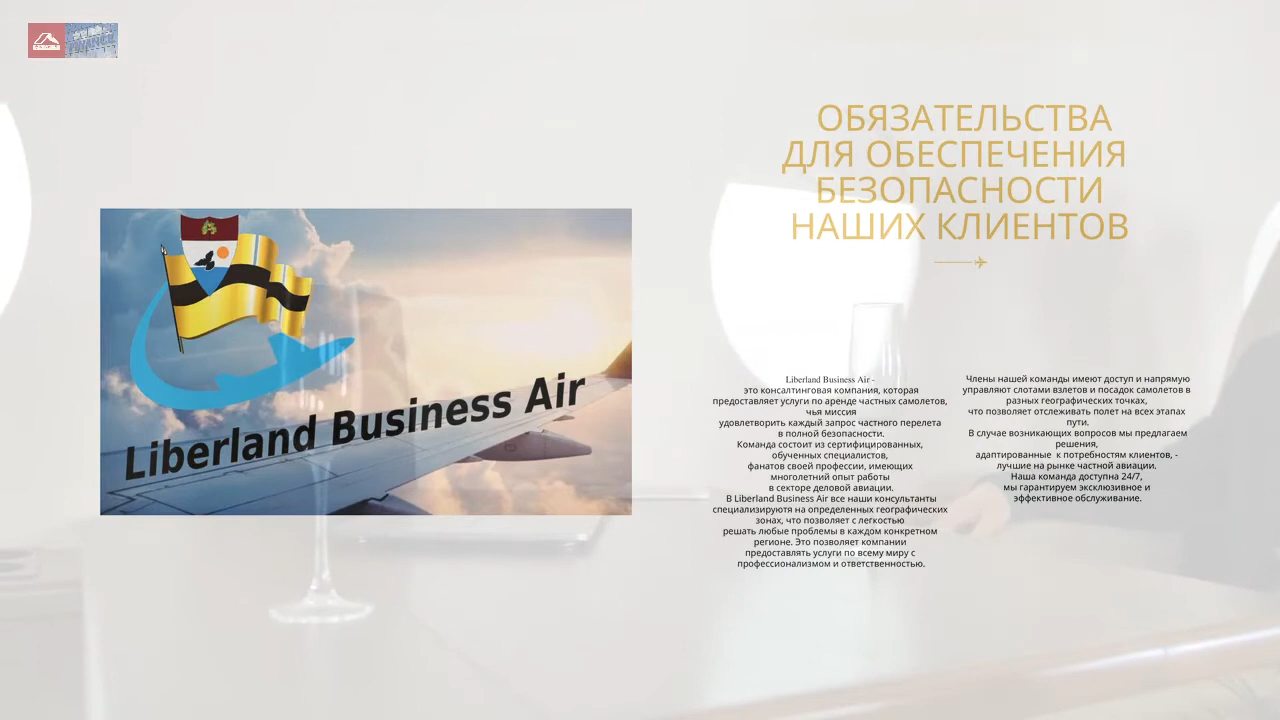 ОБЯЗАТЕЛЬСТВА
ДЛЯ ОБЕСПЕЧЕНИЯ
БЕЗОПАСНОСТИ
НАШИХ КЛИЕНТОВ
Liberland Business Air
Liberland Business Air -
это консалтинговая компания, которая
предоставляет услуги по аренде частных самолетов,
чья миссия
удовлетворить каждый запрос частного перелета
в полной безопасности.
Команда состоит из сертифицированных,
обученных специалистов,
фанатов своей профессии, имеющих
многолетний опыт работы
в секторе деловой авиации.
В Liberland Business Air все наши консультанты
специализируютя на определенных географических
зонах, что позволяет с легкостью
решать любые проблемы в каждом конкретном
регионе. Это позволяет компании
предоставлять услуги по всему миру с
профессионализмом и ответственностью.
Члены нашей команды имеют доступ и напрямую
управляют слотами взлетов и посадок самолетов в
разных географических точках,
что позволяет отслеживать полет на всех этапах
пути.
В случае возникающих вопросов мы предлагаем
решения,
адаптированные к потребностям клиентов, -
лучшие на рынке частной авиации.
Наша команда доступна 24/7,
мы гарантируем эксклюзивное и
эффективное обслуживание.